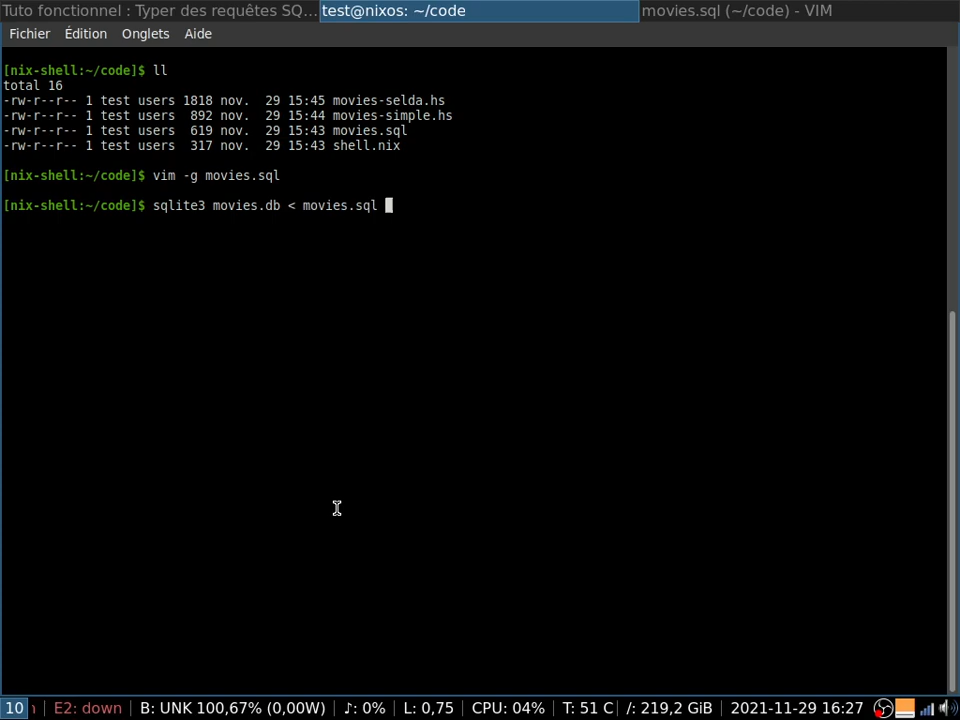 Tuto fonctionnel : Typer des requêtes SQ... test@nixos: ~/code movies.sql (~/code) - VIM
Fichier Édition Onglets Aide
[nix-shell:~/code]$ ll
total 16
-rw-r--r-- 1 test users 1818 nov.  29 15:45 movies-selda.hs
-rw-r--r-- 1 test users  892 nov.  29 15:44 movies-simple.hs
-rw-r--r-- 1 test users  619 nov.  29 15:43 movies.sql
-rw-r--r-- 1 test users  317 nov.  29 15:43 shell.nix
[nix-shell:~/code]$ vim -g movies.sql
[nix-shell:~/code]$ sqlite3 movies.db < movies.sql
10 | E2: down | B: UNK 100,67% (0,00W) | ♪: 0% | L: 0,75 | CPU: 04% | T: 51 C | /: 219,2 GiB | 2021-11-29 16:27